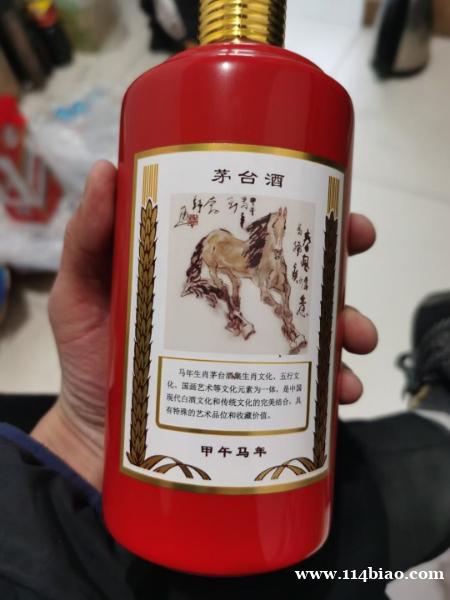 茅台酒
马年生肖茅台酒集生肖文化、五行文
化、国画艺术等文化元素为一体，是中国
现代白酒文化和传统文化的完美结合，具
有特殊的艺术品位和收藏价值。
甲午马年
www.114biao.com